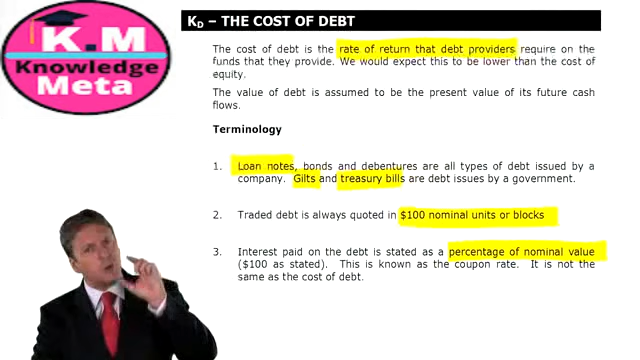 K.M
Knowledge
Meta
KD – THE COST OF DEBT
The cost of debt is the rate of return that debt providers require on the
funds that they provide. We would expect this to be lower than the cost of
equity.
The value of debt is assumed to be the present value of its future cash
flows.
Terminology
1. Loan notes, bonds and debentures are all types of debt issued by a
company. Gilts and treasury bills are debt issues by a government.
2. Traded debt is always quoted in $100 nominal units or blocks
3. Interest paid on the debt is stated as a percentage of nominal value
($100 as stated). This is known as the coupon rate. It is not the
same as the cost of debt.